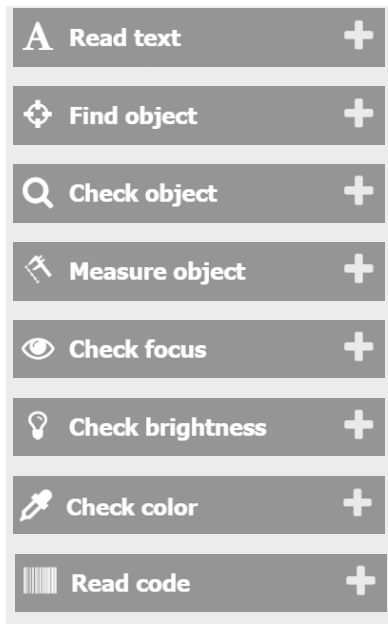 Read text
Find object
Check object
Measure object
Check focus
Check brightness
Check color
Read code